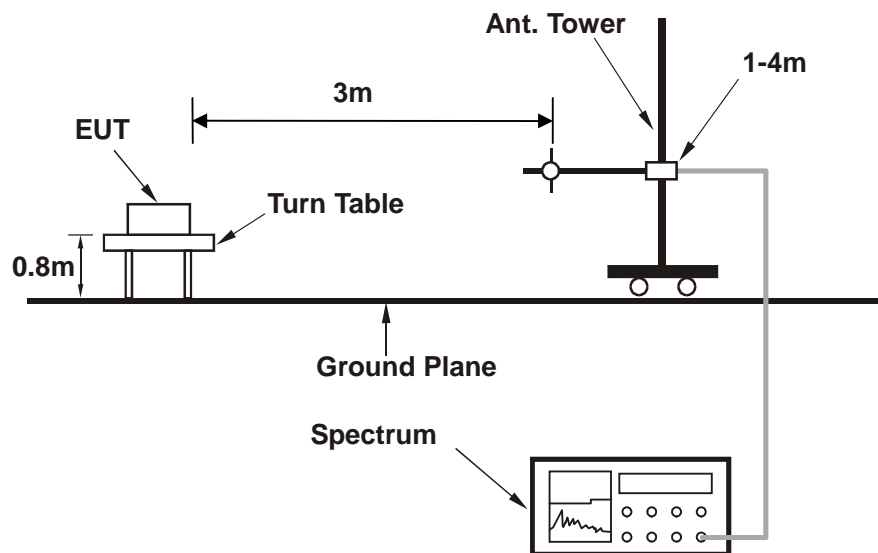 Ant. Tower
1-4m
3m
EUT
Turn Table
0.8m
Ground Plane
Spectrum